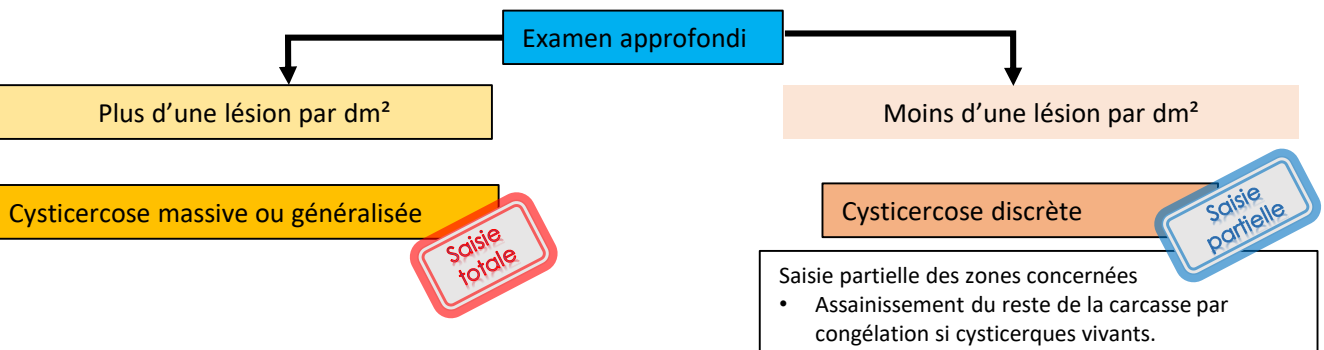 Examen approfondi
Plus d’une lésion par dm²
Moins d’une lésion par dm²
Cysticercose massive ou généralisée
Saisie
totale
Cysticercose discrète
Saisie
partielle
Saisie partielle des zones concernées
• Assainissement du reste de la carcasse par
congélation si cysticerques vivants.